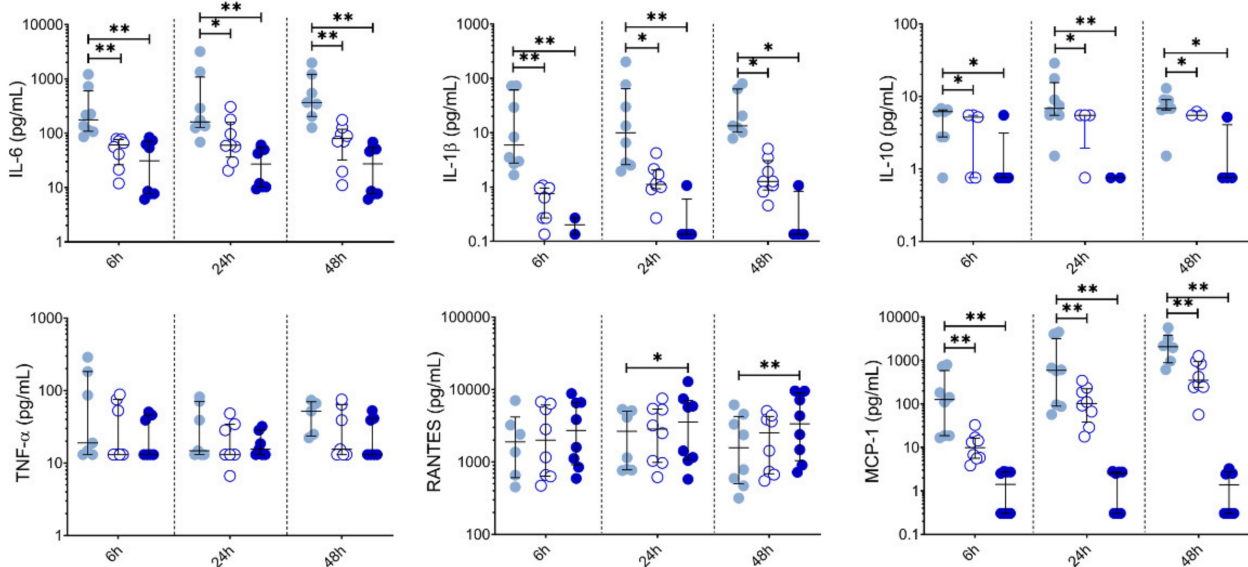 IL-6 (pg/mL)
10000
1000
100
10
1
** ** * ** ** **
6h 24h 48h
IL-1β (pg/mL)
1000
100
10
1
0.1
** ** * ** * *
6h 24h 48h
IL-10 (pg/mL)
10
1
0.1
* * * ** * *
6h 24h 48h
TNF-α (pg/mL)
1000
100
10
1
6h 24h 48h
RANTES (pg/mL)
100000
10000
1000
100
* **
6h 24h 48h
MCP-1 (pg/mL)
10000
1000
100
10
1
0.1
** ** ** ** ** **
6h 24h 48h